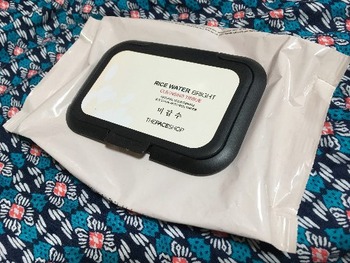 RICE WATER BRIGHT
CLEANSING TISSUE
미감수
THEFACESHOP